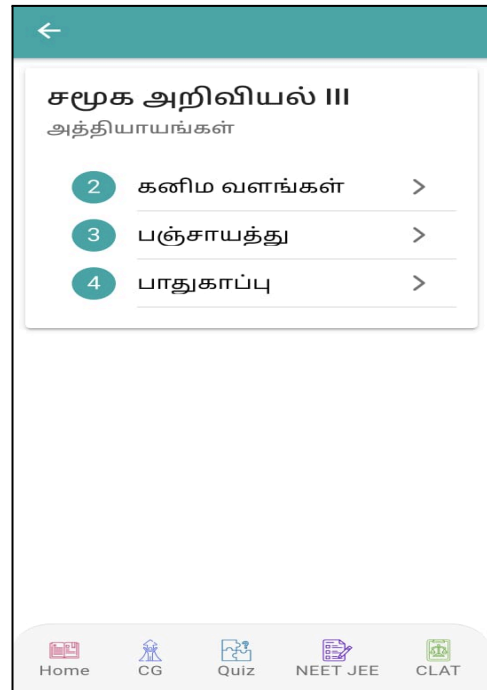 சமூக அறிவியல் III
அத்தியாயங்கள்
2 கனிம வளங்கள்
3 பஞ்சாயத்து
4 பாதுகாப்பு
Home CG Quiz NEET JEE CLAT